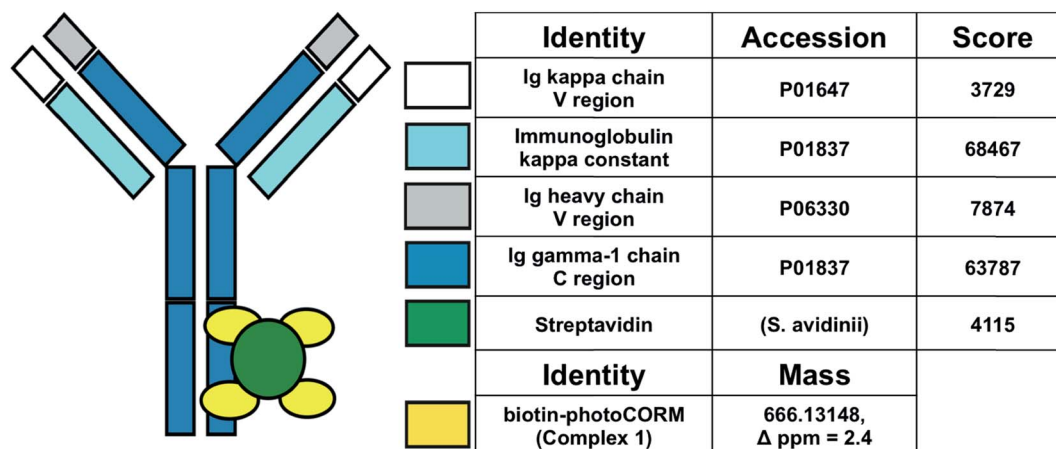 Identity Accession Score
Ig kappa chain
V region
P01647 3729
Immunoglobulin
kappa constant
P01837 68467
Ig heavy chain
V region
P06330 7874
Ig gamma-1 chain
C region
P01837 63787
Streptavidin (S. avidinii) 4115
Identity Mass
biotin-photoCORM
(Complex 1)
666.13148,
Δ ppm = 2.4